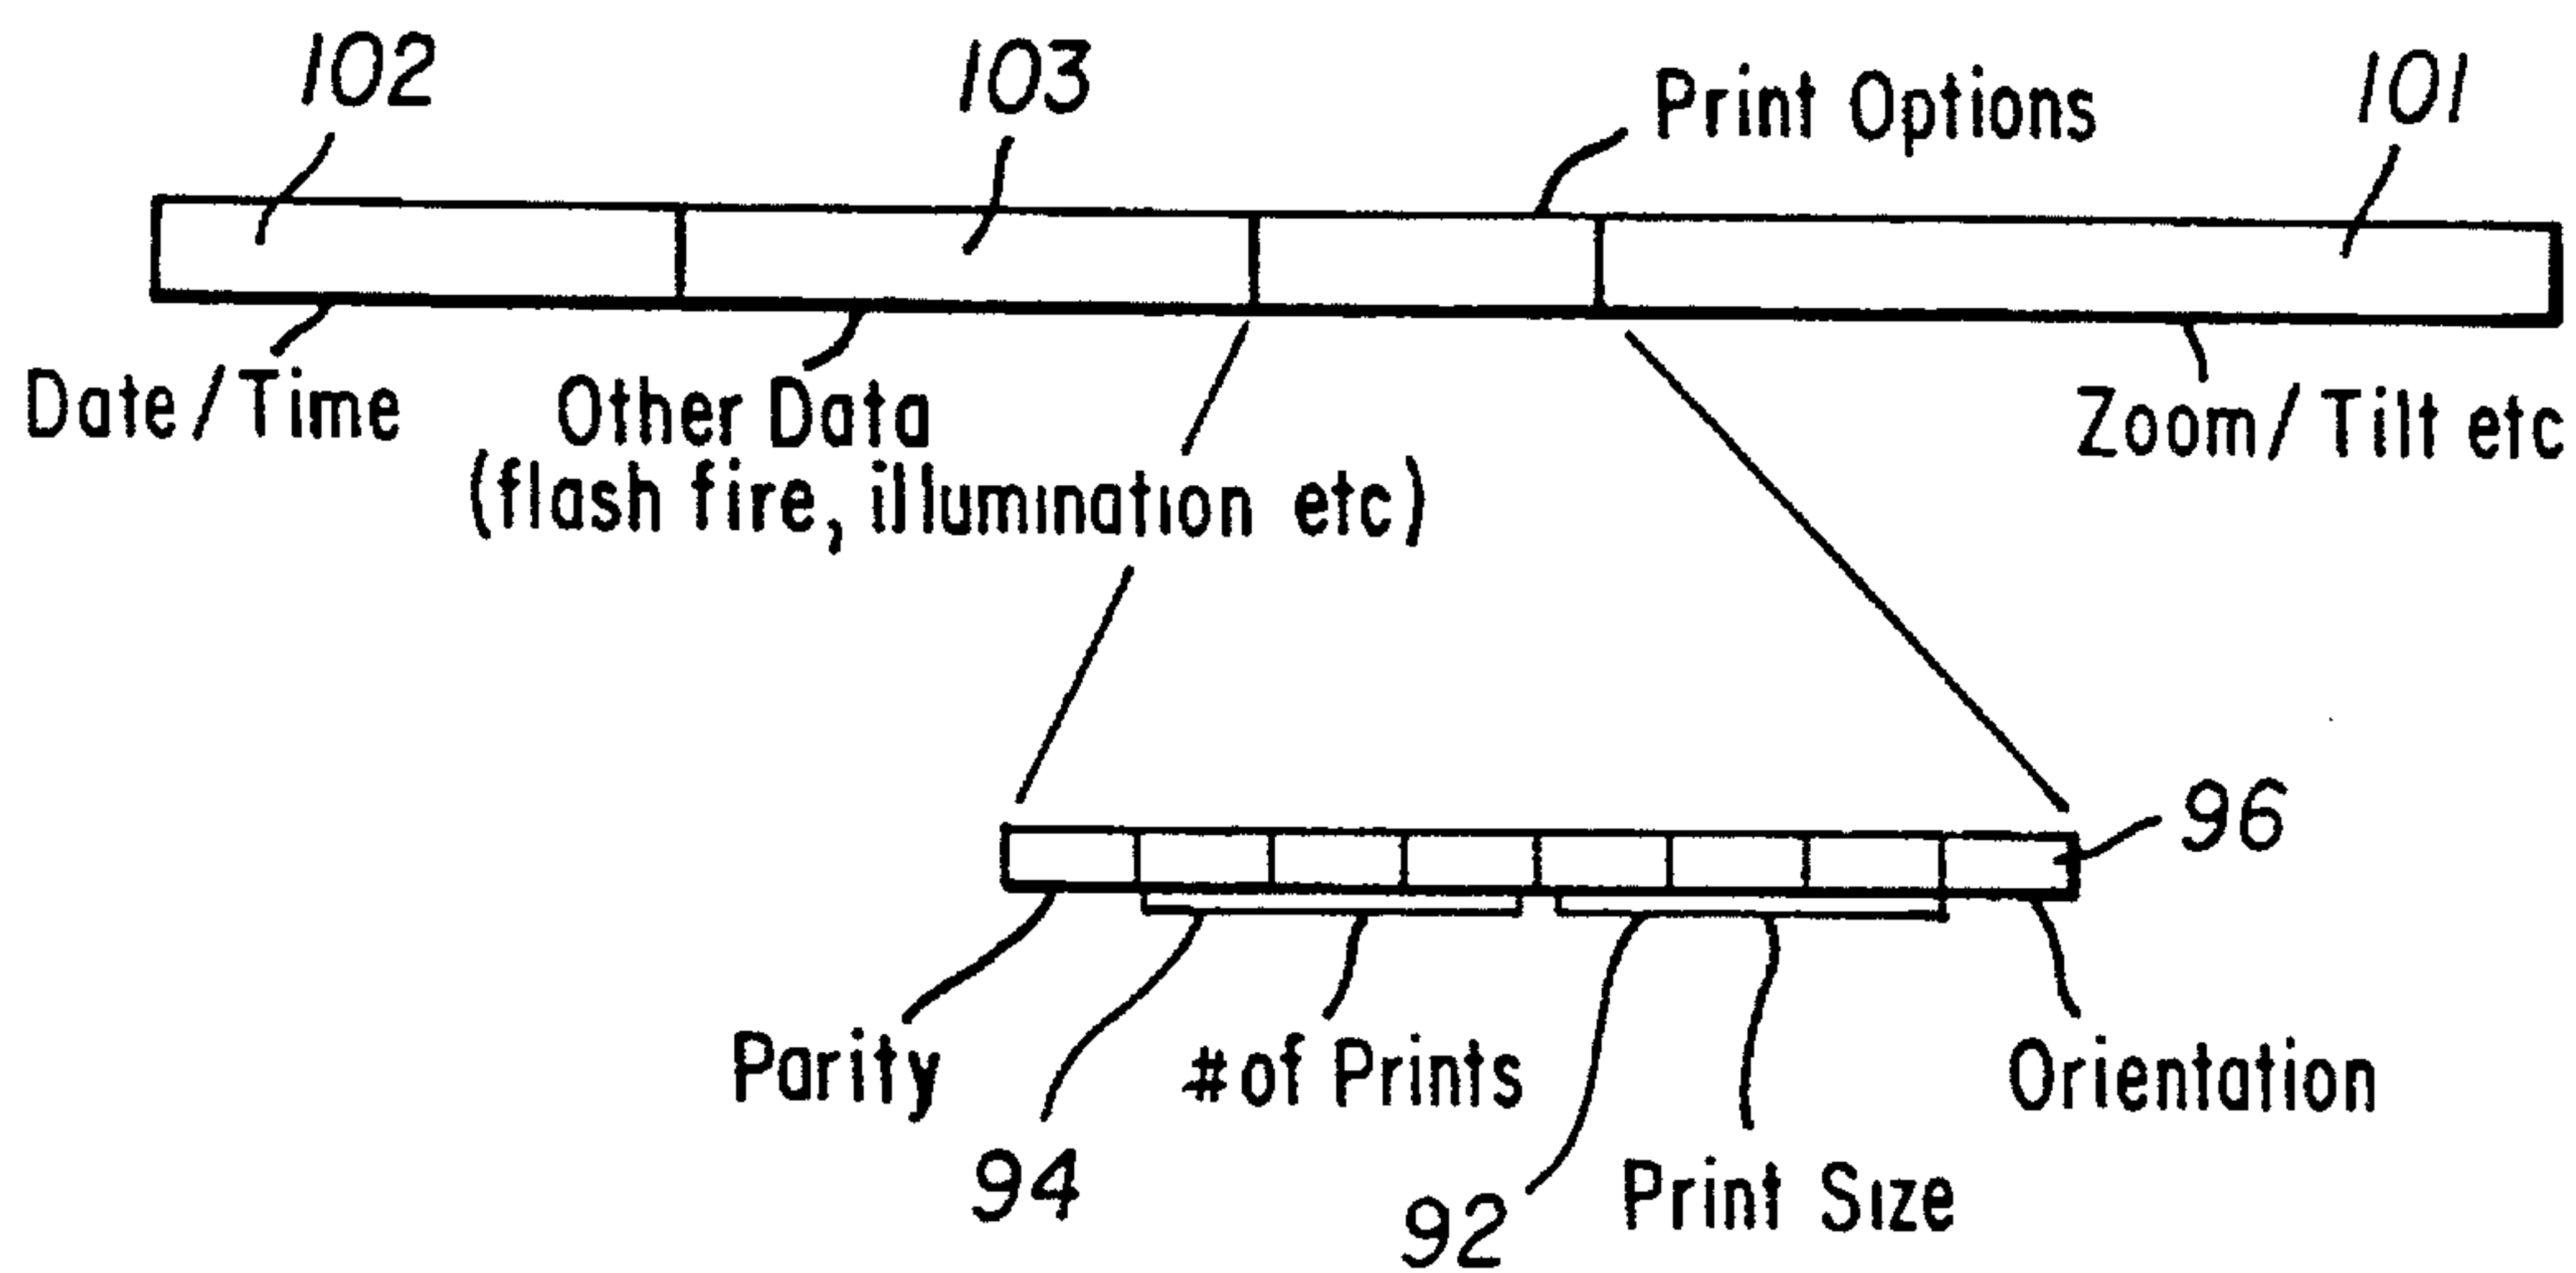 102
103
Print Options
101
Date/Time
Other Data
(flash fire, illumination etc)
Zoom/Tilt etc
96
Parity
# of Prints
Orientation
94
92
Print Size